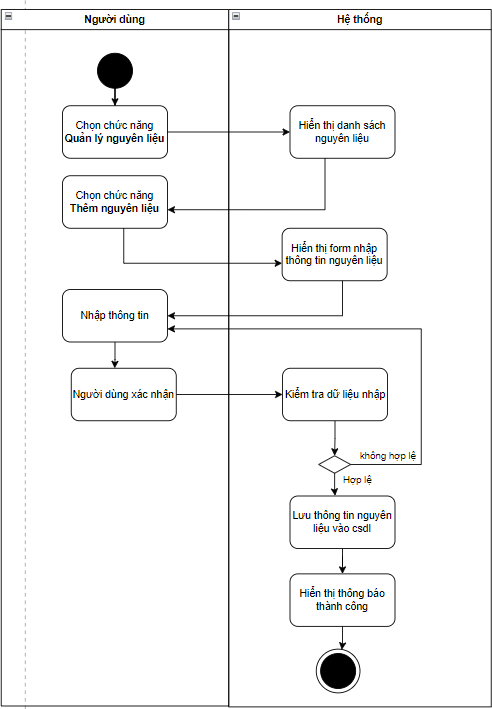 Người dùng
Hệ thống
Chọn chức năng
Quản lý nguyên liệu
Hiển thị danh sách
nguyên liệu
Chọn chức năng
Thêm nguyên liệu
Hiển thị form nhập
thông tin nguyên liệu
Nhập thông tin
Người dùng xác nhận
Kiểm tra dữ liệu nhập
không hợp lệ
Hợp lệ
Lưu thông tin nguyên
liệu vào csdl
Hiển thị thông báo
thành công